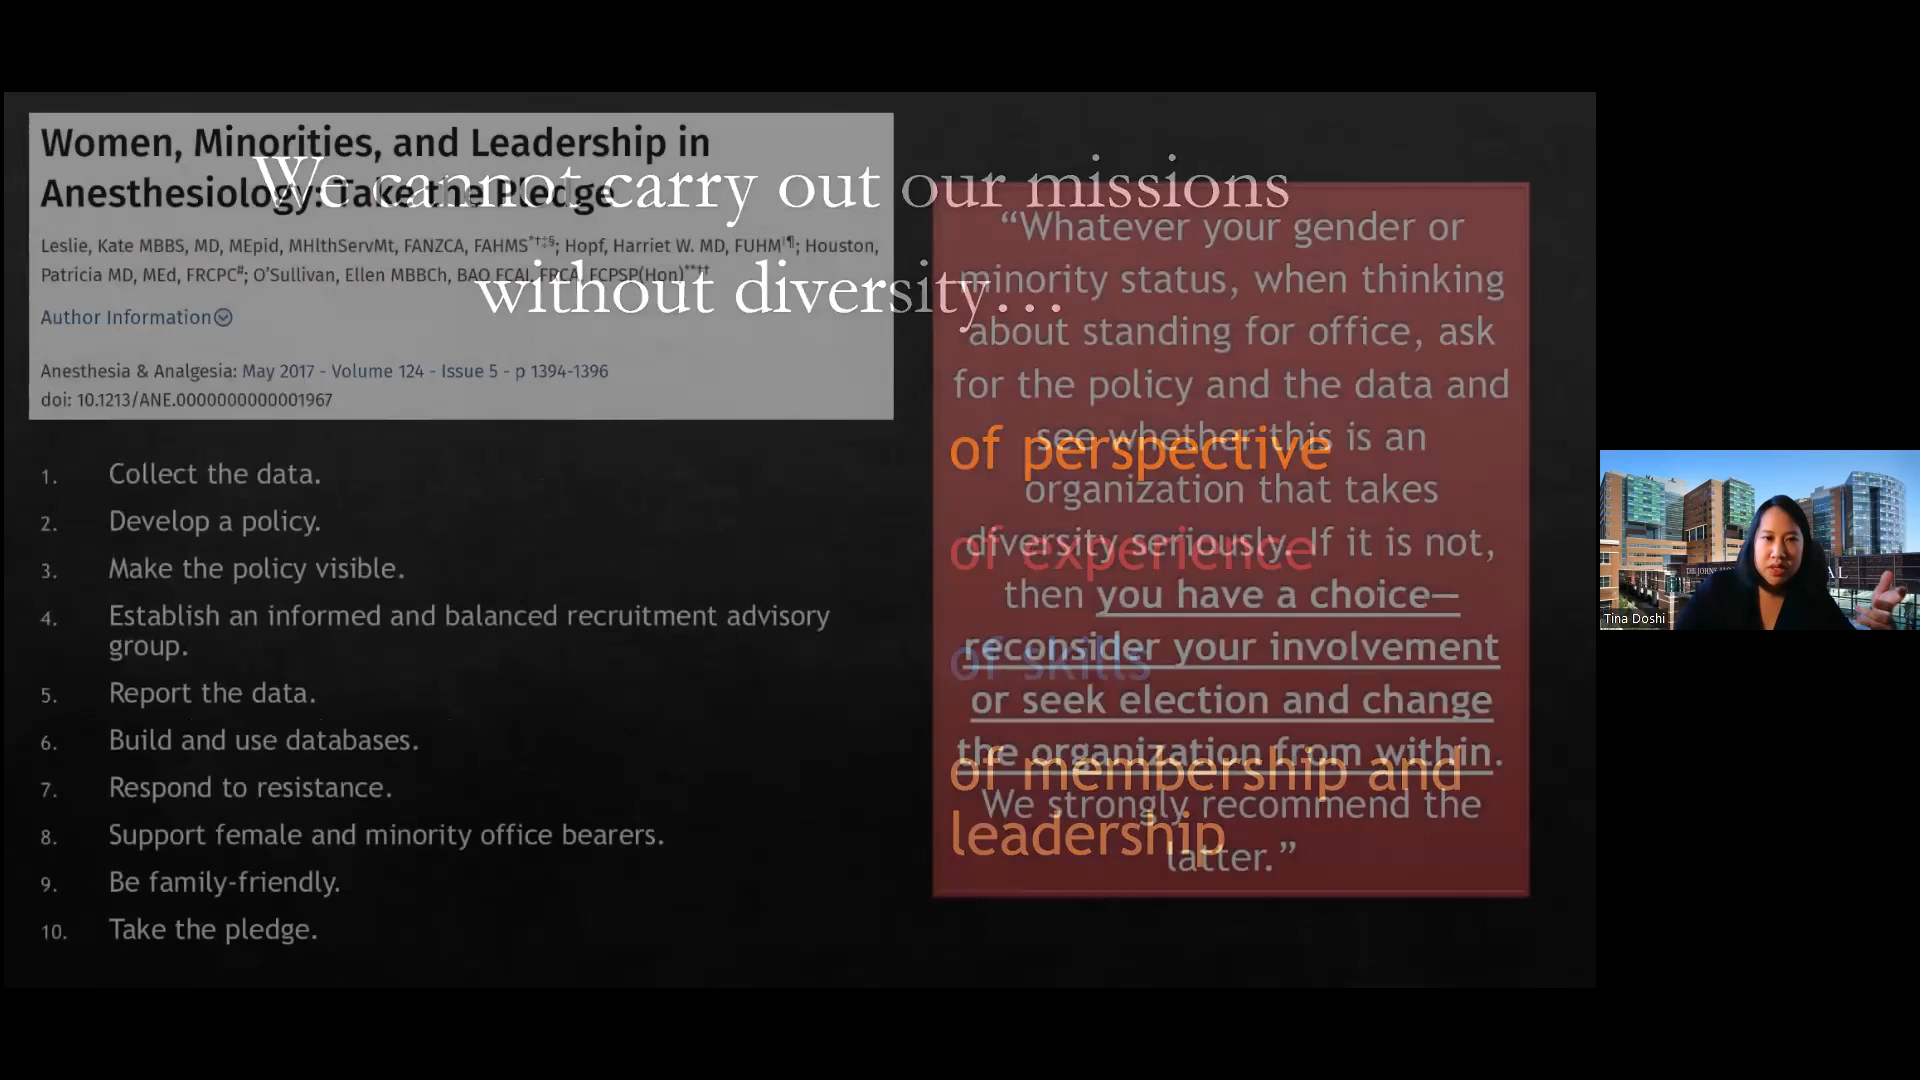 Women, Minorities, and Leadership in
Anesthesiology: Take the Pledge
Leslie, Kate MBBS, MD, MEpid, MHlthServMt, FANZCA, FAHMS*†‡§; Hopf, Harriet W. MD, FUHM|¶; Houston,
Patricia MD, MEd, FRCPC#; O’Sullivan, Ellen MBBCh, BAO FCAI, FRCA, FCPSP(Hon)**††
Author Information
Anesthesia & Analgesia: May 2017 - Volume 124 - Issue 5 - p 1394-1396
doi: 10.1213/ANE.0000000000001967
We cannot carry out our missions
without diversity…
1. Collect the data.
2. Develop a policy.
3. Make the policy visible.
4. Establish an informed and balanced recruitment advisory
group.
5. Report the data.
6. Build and use databases.
7. Respond to resistance.
8. Support female and minority office bearers.
9. Be family-friendly.
10. Take the pledge.
“Whatever your gender or
minority status, when thinking
about standing for office, ask
for the policy and the data and
see whether this is an
organization that takes
diversity seriously. If it is not,
then you have a choice—
reconsider your involvement
or seek election and change
the organization from within.
We strongly recommend the
latter.”
of perspective
of experience
of skills
of membership and
leadership
THE JOHNS
AL
Tina Doshi